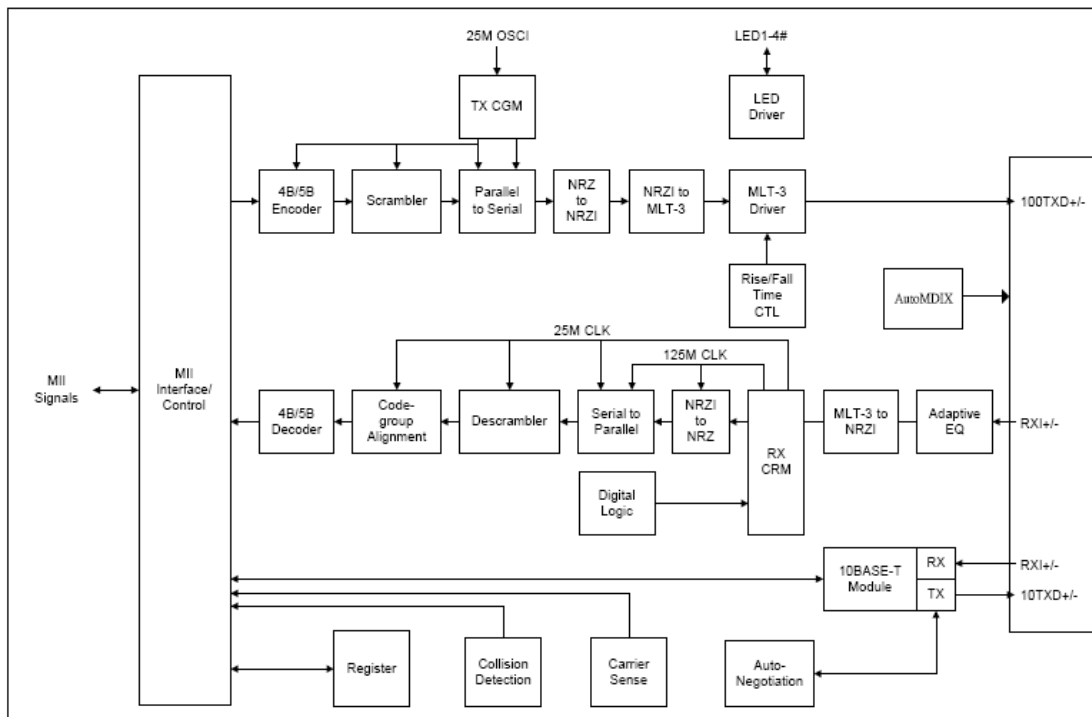 25M OSCI
LED1-4#
TX CGM
LED
Driver
4B/5B
Encoder
Scrambler
Parallel
to Serial
NRZ
to
NRZI
NRZI to
MLT-3
MLT-3
Driver
100TXD+/-
Rise/Fall
Time
CTL
AutoMDIX
25M CLK
125M CLK
MII
Signals
MII
Interface/
Control
4B/5B
Decoder
Code-
group
Alignment
Descrambler
Serial to
Parallel
NRZI
to
NRZ
RX
CRM
MLT-3 to
NRZI
Adaptive
EQ
RXI+/-
Digital
Logic
10BASE-T
Module
RX
TX
RXI+/-
10TXD+/-
Register
Collision
Detection
Carrier
Sense
Auto-
Negotiation